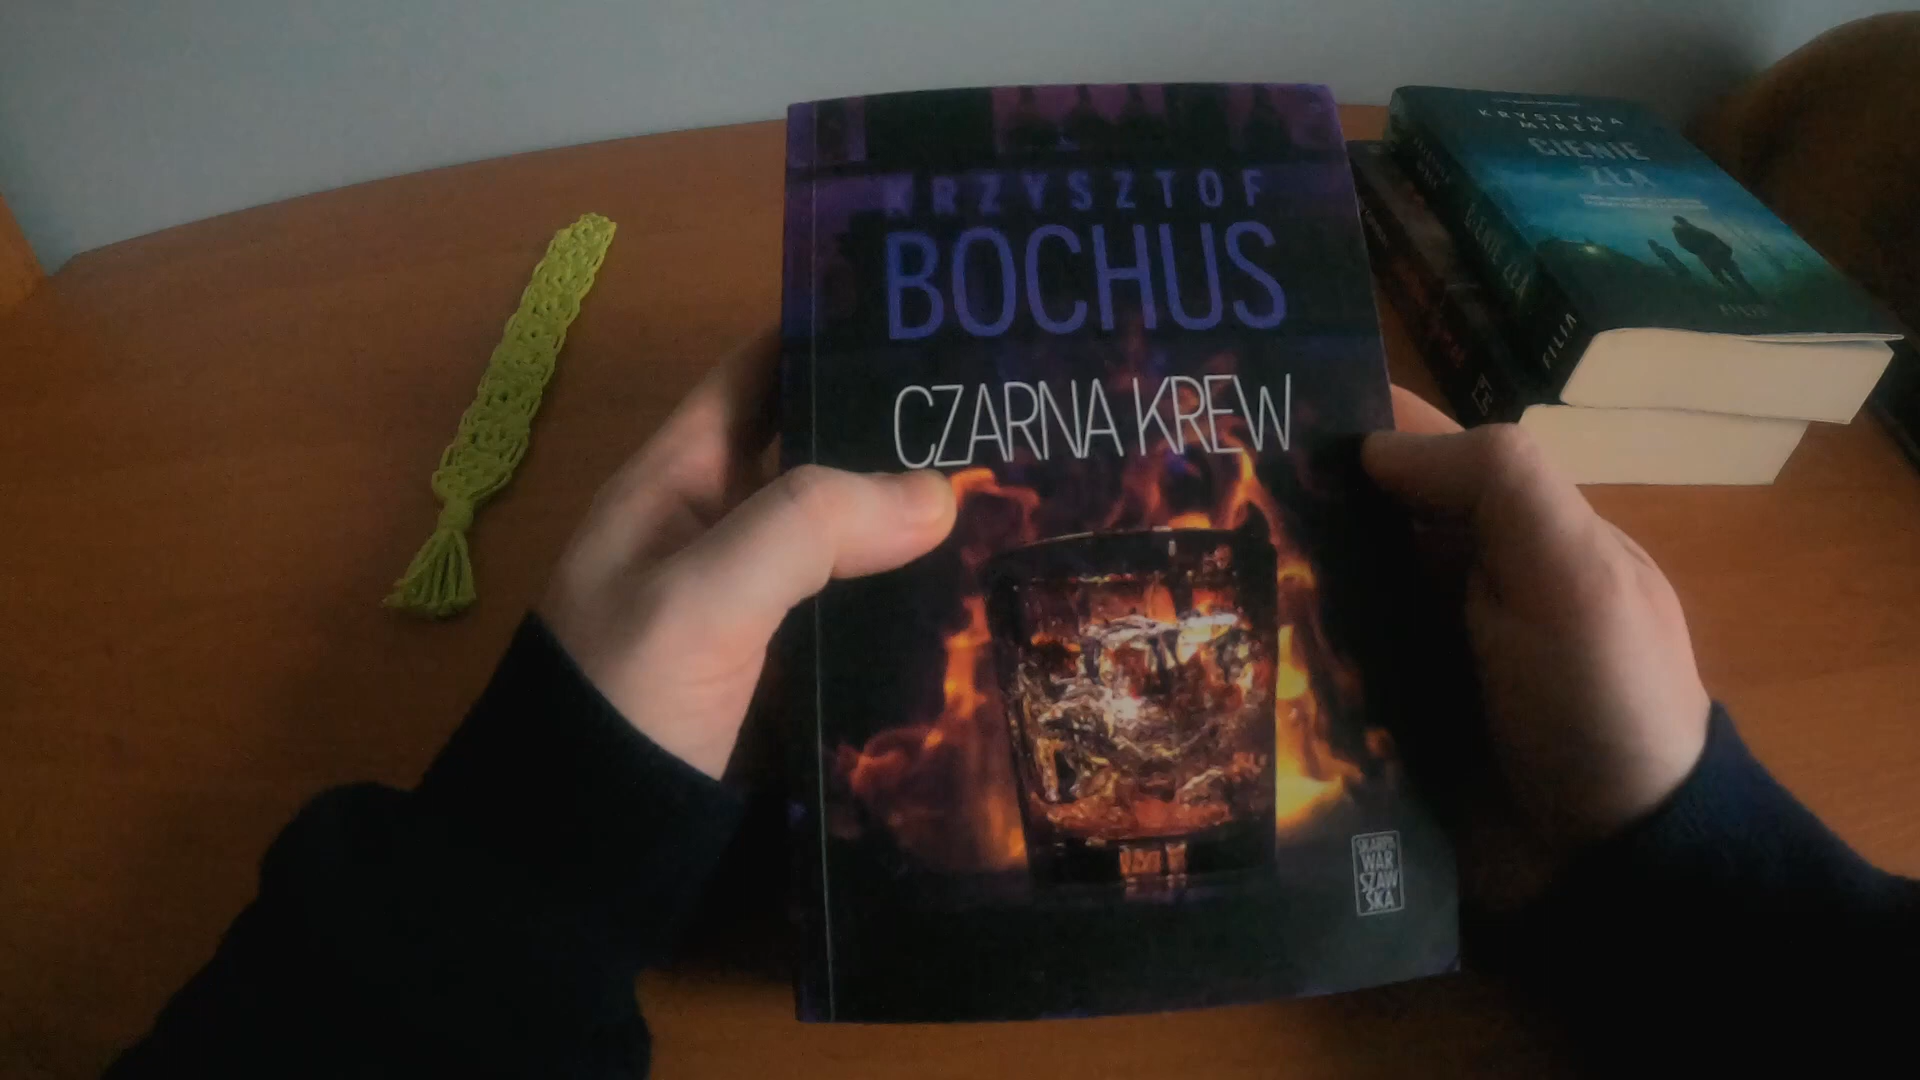 KRZYSZTOF
BOCHUS
CZARNA KREW
SKARPA
WAR
SZAW
SKA
KRYSTYNA
MIREK
CIENIE
ZŁA
FILIA